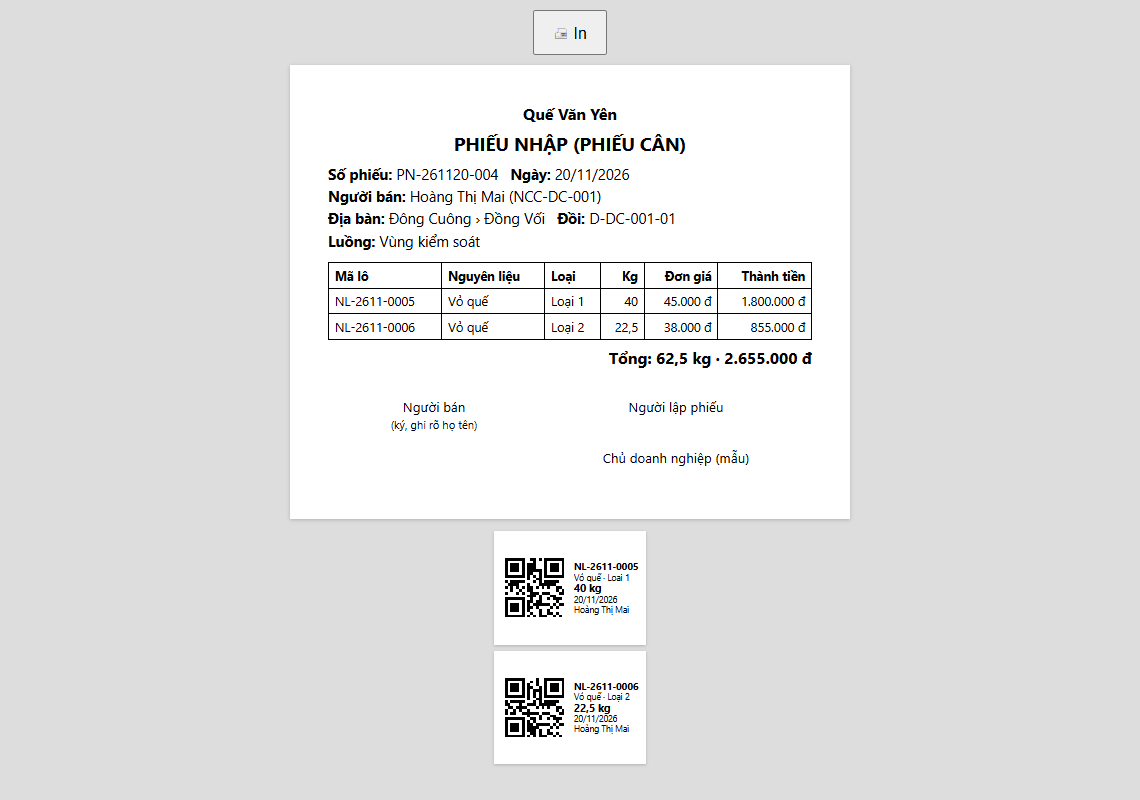 In
Quế Văn Yên
PHIẾU NHẬP (PHIẾU CÂN)
Số phiếu: PN-261120-004 Ngày: 20/11/2026
Người bán: Hoàng Thị Mai (NCC-DC-001)
Địa bàn: Đông Cuông › Đồng Vối Đồi: D-DC-001-01
Luồng: Vùng kiểm soát
Mã lô Nguyên liệu Loại Kg Đơn giá Thành tiền
NL-2611-0005 Vỏ quế Loại 1 40 45.000 đ 1.800.000 đ
NL-2611-0006 Vỏ quế Loại 2 22,5 38.000 đ 855.000 đ
Tổng: 62,5 kg · 2.655.000 đ
Người bán Người lập phiếu
(ký, ghi rõ họ tên)
Chủ doanh nghiệp (mẫu)
NL-2611-0005
Vỏ quế · Loại 1
40 kg
20/11/2026
Hoàng Thị Mai
NL-2611-0006
Vỏ quế · Loại 2
22,5 kg
20/11/2026
Hoàng Thị Mai